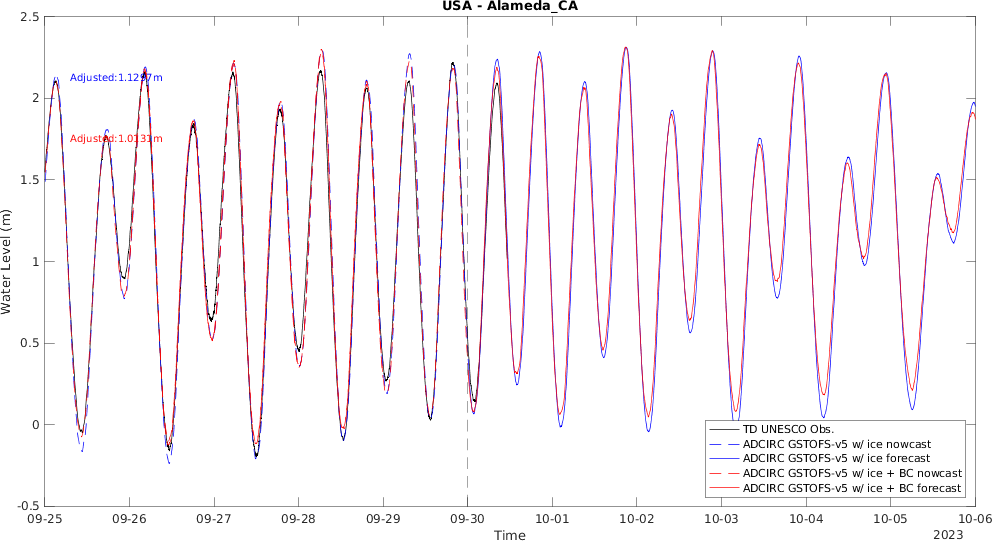 USA - Alameda_CA
2.5
2
1.5
1
0.5
0
-0.5
Water Level (m)
Adjusted:1.1297m
Adjusted:1.0131m
TD UNESCO Obs.
ADCIRC GSTOFS-v5 w/ ice nowcast
ADCIRC GSTOFS-v5 w/ ice forecast
ADCIRC GSTOFS-v5 w/ ice + BC nowcast
ADCIRC GSTOFS-v5 w/ ice + BC forecast
09-25 09-26 09-27 09-28 09-29 09-30 10-01 10-02 10-03 10-04 10-05 10-06
Time
2023